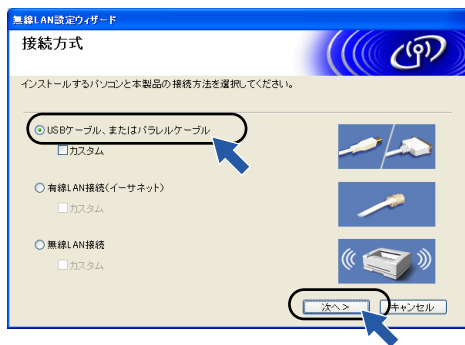 無線LAN設定ウィザード
接続方式
インストールするパソコンと本製品の接続方法を選択してください。
USBケーブル、またはパラレルケーブル
カスタム
有線LAN接続(イーサネット)
カスタム
無線LAN接続
カスタム
次へ >
キャンセル